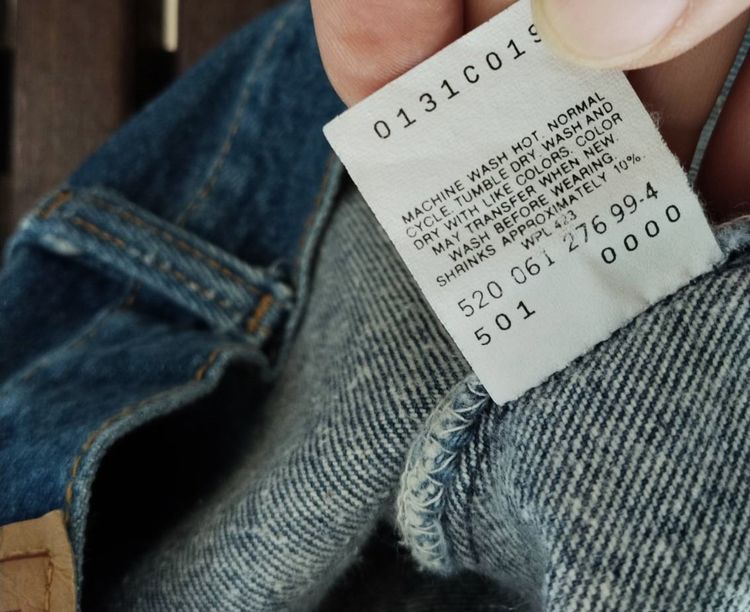 0131C019
MACHINE WASH HOT. NORMAL
CYCLE. TUMBLE DRY. WASH AND
DRY WITH LIKE COLORS. COLOR
MAY TRANSFER WHEN NEW.
WASH BEFORE WEARING.
SHRINKS APPROXIMATELY 10%.
WPL 423
520 061 276 99-4
501 0000